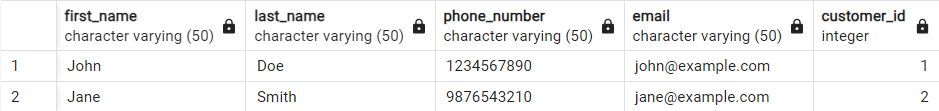 first_name last_name phone_number email customer_id
character varying (50) character varying (50) character varying (50) character varying (50) integer
1 John Doe 1234567890 john@example.com 1
2 Jane Smith 9876543210 jane@example.com 2